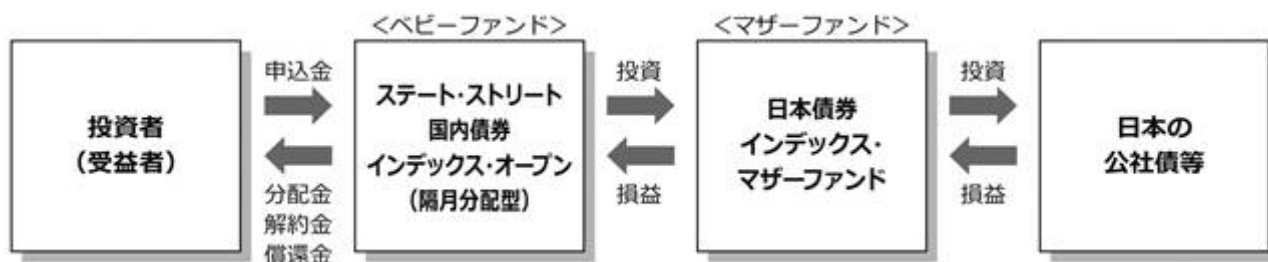 <ベビーファンド>
<マザーファンド>
投資者
(受益者)
申込金
分配金
解約金
償還金
ステート・ストリート
国内債券
インデックス・オープン
(隔月分配型)
投資
損益
日本債券
インデックス・
マザーファンド
投資
損益
日本の
公社債等